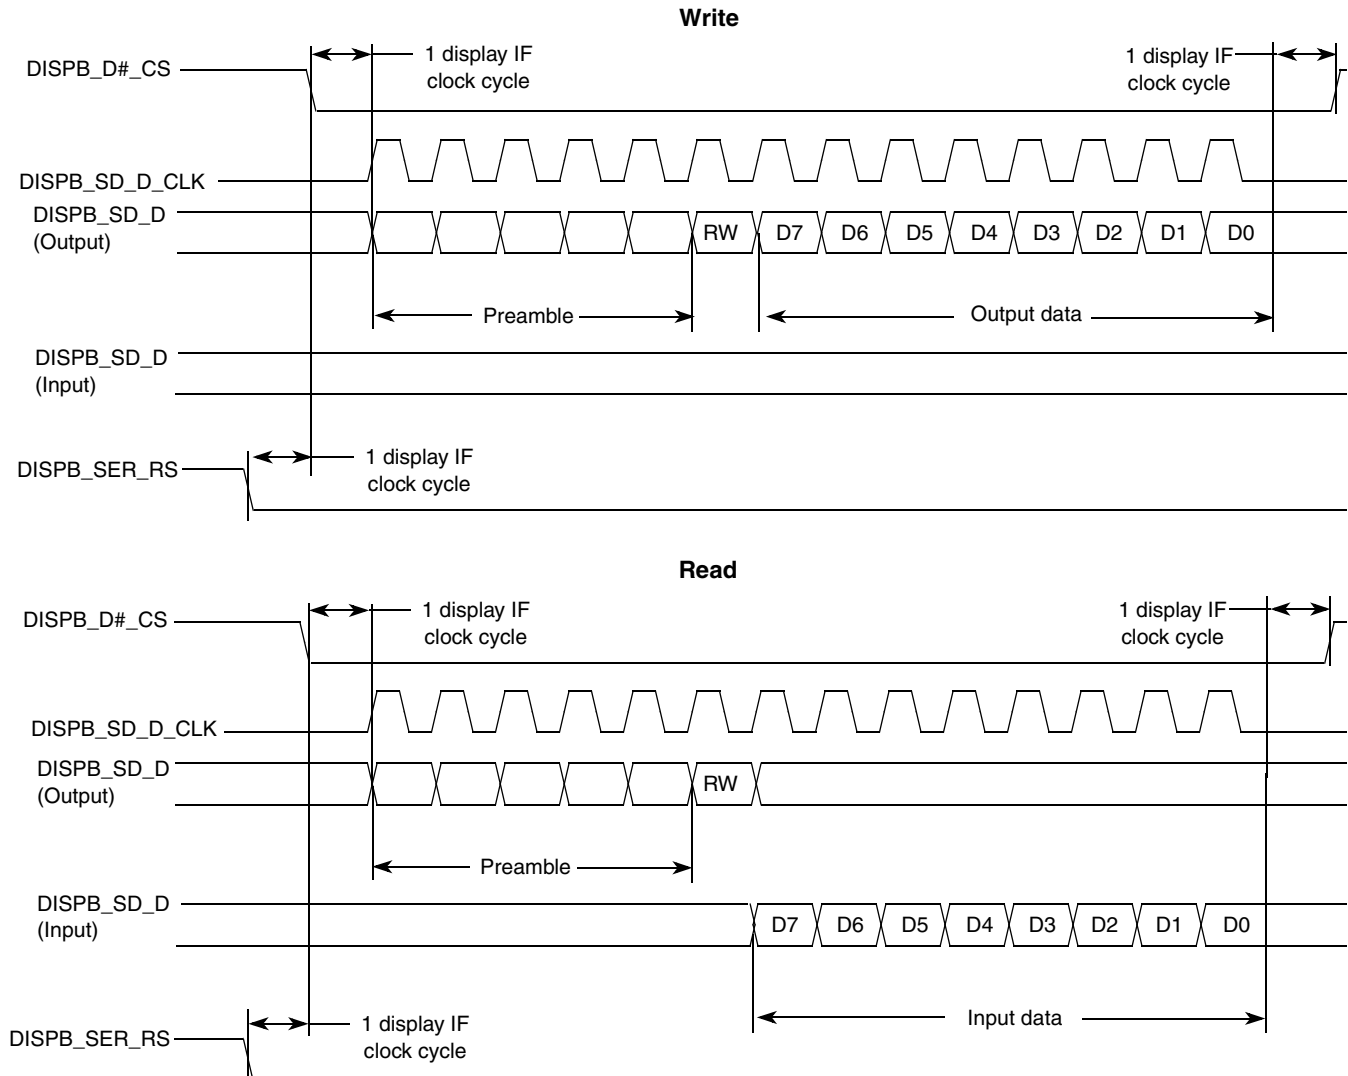 Write
DISPB_D#_CS
1 display IF
clock cycle
1 display IF
clock cycle
DISPB_SD_D_CLK
DISPB_SD_D
(Output)
RW D7 D6 D5 D4 D3 D2 D1 D0
Preamble
Output data
DISPB_SD_D
(Input)
DISPB_SER_RS
1 display IF
clock cycle
Read
DISPB_D#_CS
1 display IF
clock cycle
1 display IF
clock cycle
DISPB_SD_D_CLK
DISPB_SD_D
(Output)
RW
Preamble
DISPB_SD_D
(Input)
D7 D6 D5 D4 D3 D2 D1 D0
Input data
DISPB_SER_RS
1 display IF
clock cycle